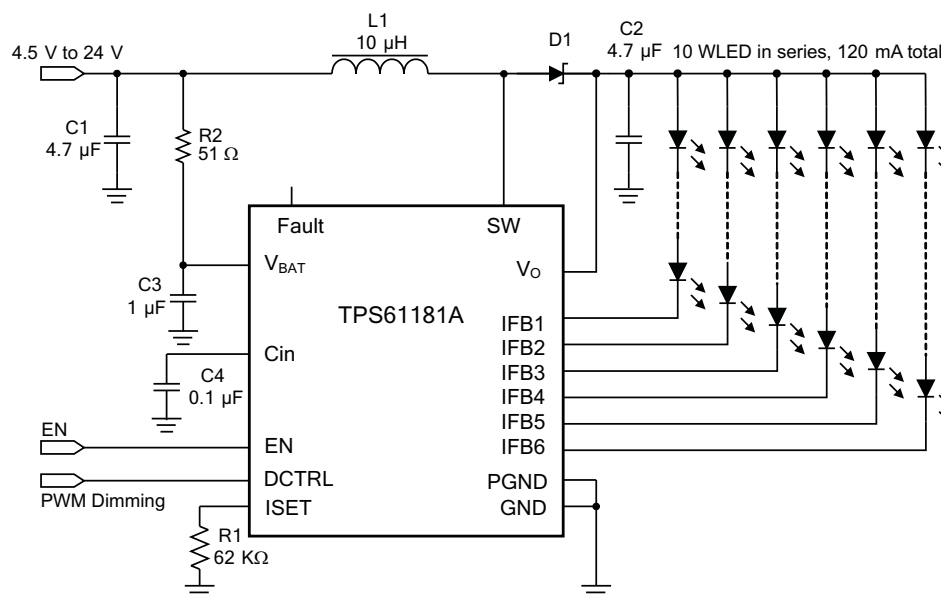 L1
10 µH
4.5 V to 24 V
D1
C2
4.7 µF
10 WLED in series, 120 mA total
C1
4.7 µF
R2
51 Ω
Fault
SW
VBAT
VO
C3
1 µF
TPS61181A
IFB1
IFB2
IFB3
IFB4
IFB5
IFB6
Cin
C4
0.1 µF
EN
EN
DCTRL
PWM Dimming
ISET
PGND
GND
R1
62 KΩ